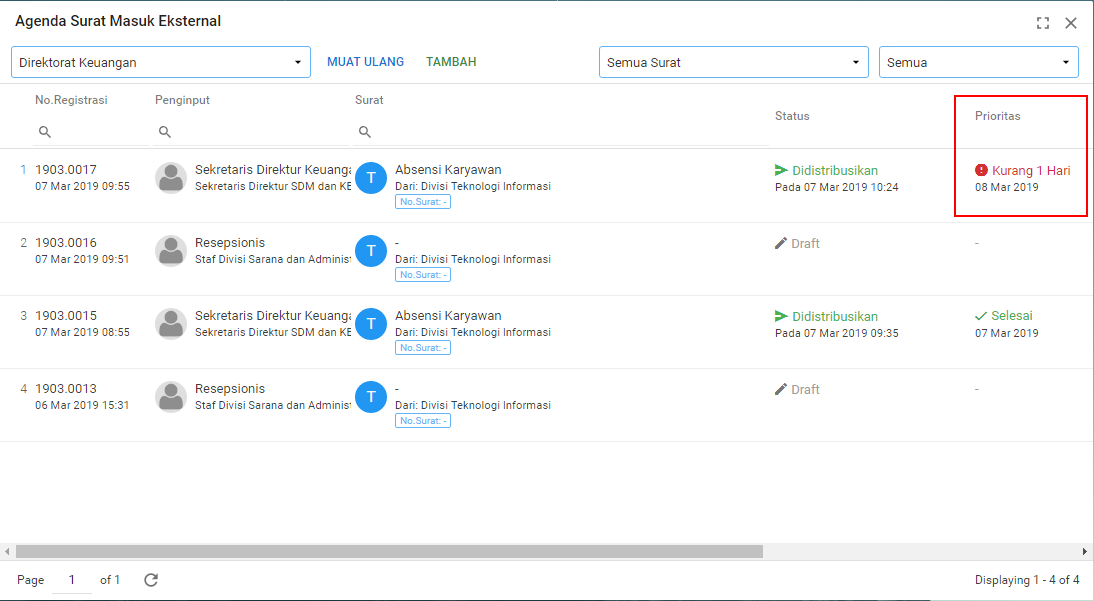 Agenda Surat Masuk Eksternal
Direktorat Keuangan MUAT ULANG TAMBAH Semua Surat Semua
No.Registrasi Penginput Surat Status Prioritas
1 1903.0017 Sekretaris Direktur Keuanga T Absensi Karyawan Didistribusikan Kurang 1 Hari
07 Mar 2019 09:55 Sekretaris Direktur SDM dan KE Dari: Divisi Teknologi Informasi Pada 07 Mar 2019 10:24 08 Mar 2019
No.Surat: -
2 1903.0016 Resepsionis T - Draft -
07 Mar 2019 09:51 Staf Divisi Sarana dan Adminis Dari: Divisi Teknologi Informasi
No.Surat: -
3 1903.0015 Sekretaris Direktur Keuanga T Absensi Karyawan Didistribusikan Selesai
07 Mar 2019 08:55 Sekretaris Direktur SDM dan KE Dari: Divisi Teknologi Informasi Pada 07 Mar 2019 09:35 07 Mar 2019
No.Surat: -
4 1903.0013 Resepsionis T - Draft -
06 Mar 2019 15:31 Staf Divisi Sarana dan Adminis Dari: Divisi Teknologi Informasi
No.Surat: -
Page 1 of 1 Displaying 1 - 4 of 4